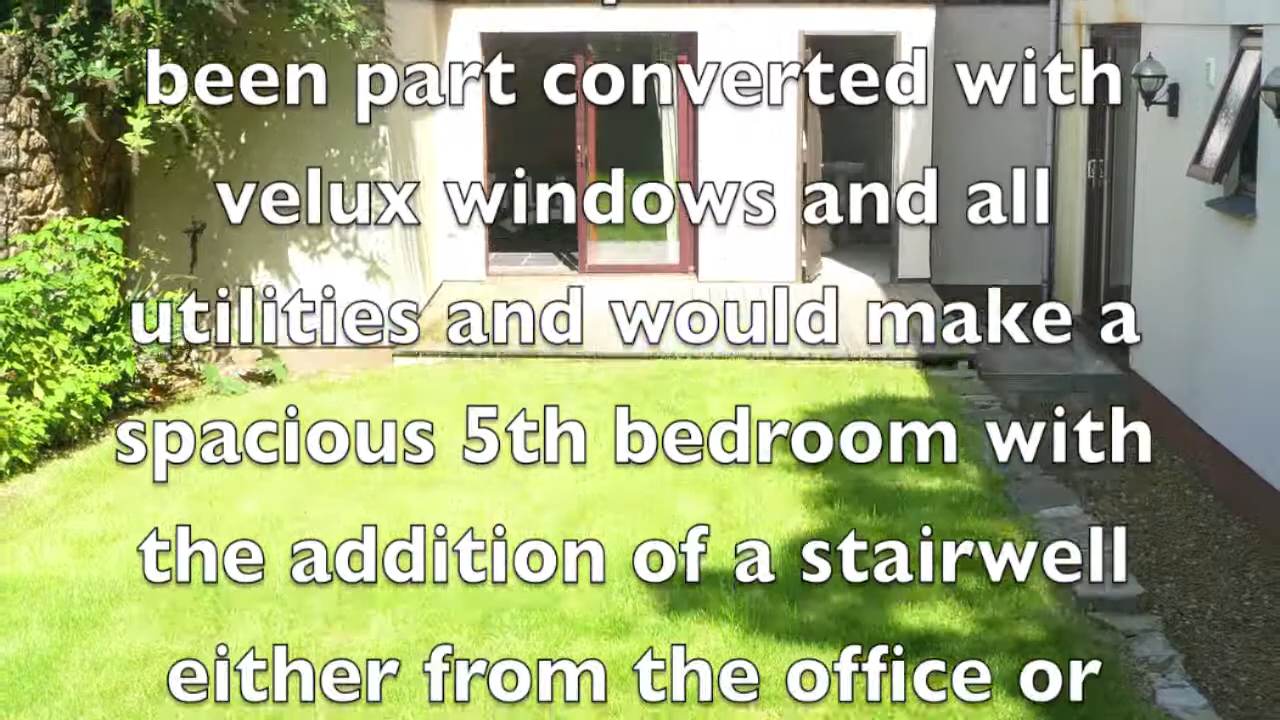 been part converted with
velux windows and all
utilities and would make a
spacious 5th bedroom with
the addition of a stairwell
either from the office or